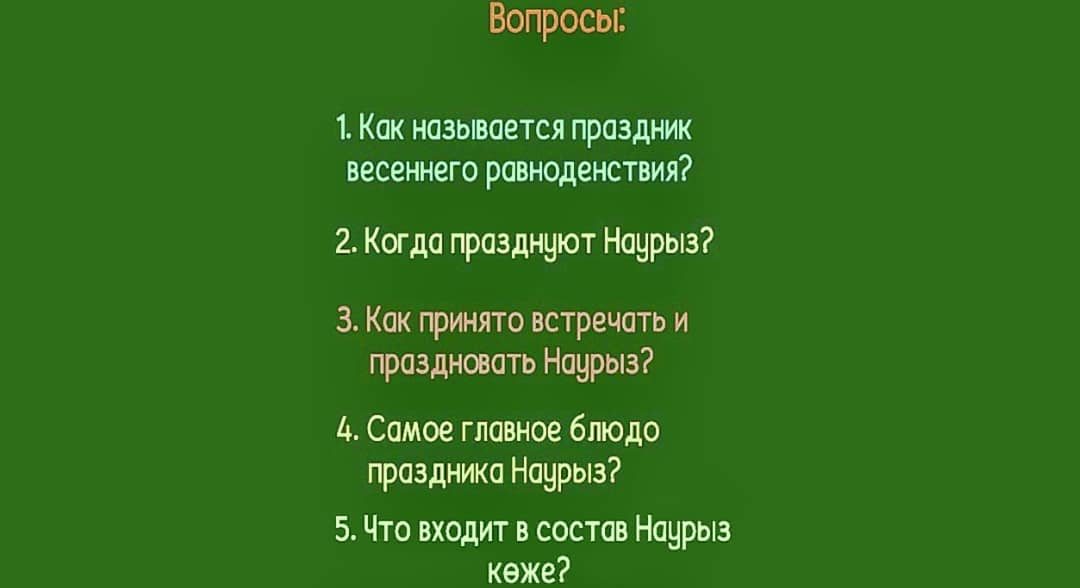 Вопросы:
1. Как называется праздник
весеннего равноденствия?
2. Когда празднуют Наурыз?
3. Как принято встречать и
праздновать Наурыз?
4. Самое главное блюдо
праздника Наурыз?
5. Что входит в состав Наурыз
көже?